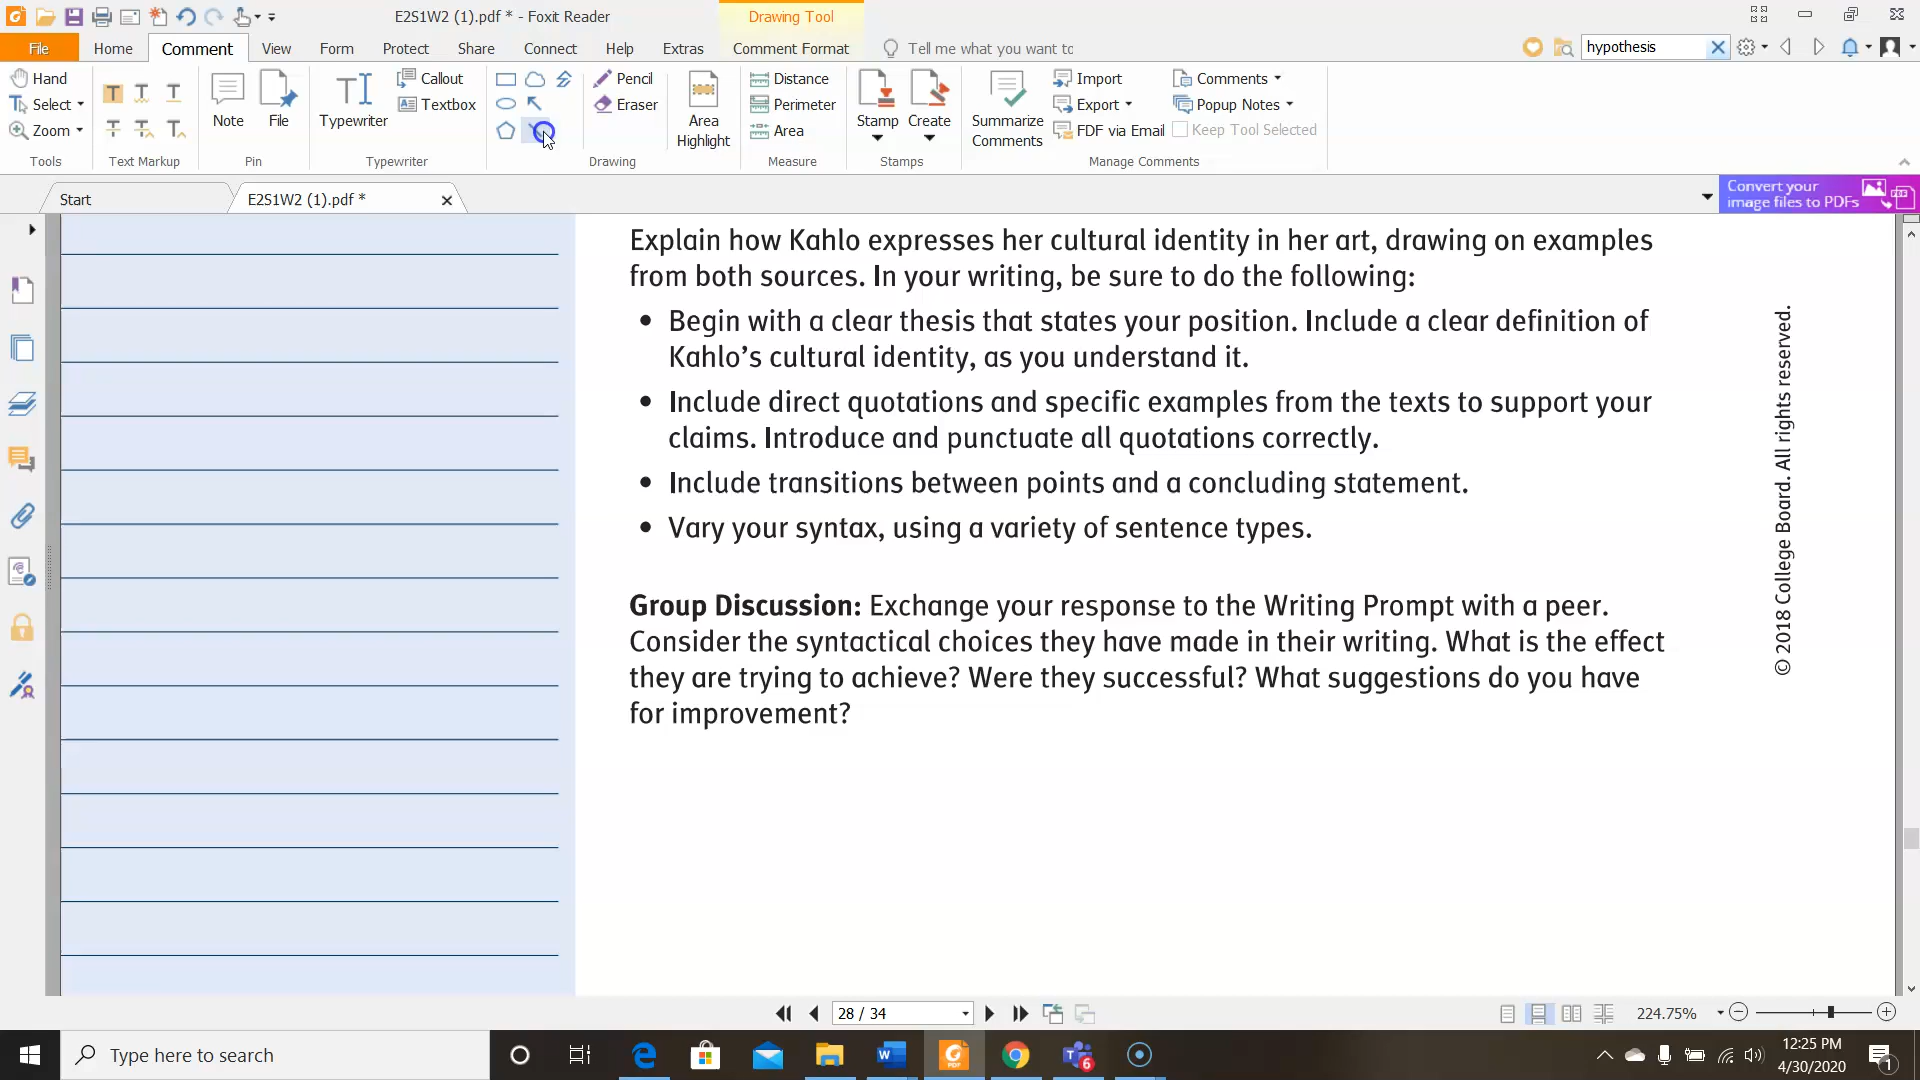 E2S1W2 (1).pdf * - Foxit Reader
Drawing Tool
File
Home
Comment
View
Form
Protect
Share
Connect
Help
Extras
Comment Format
Tell me what you want to
hypothesis
Hand
Select
Zoom
Tools
Text Markup
Note
File
Pin
Typewriter
Callout
Textbox
Typewriter
Pencil
Eraser
Drawing
Area
Highlight
Distance
Perimeter
Area
Measure
Stamp
Create
Stamps
Summarize
Comments
Import
Export
FDF via Email
Comments
Popup Notes
Keep Tool Selected
Manage Comments
Start
E2S1W2 (1).pdf *
Convert your
image files to PDFs
Explain how Kahlo expresses her cultural identity in her art, drawing on examples
from both sources. In your writing, be sure to do the following:
• Begin with a clear thesis that states your position. Include a clear definition of
Kahlo’s cultural identity, as you understand it.
• Include direct quotations and specific examples from the texts to support your
claims. Introduce and punctuate all quotations correctly.
• Include transitions between points and a concluding statement.
• Vary your syntax, using a variety of sentence types.
Group Discussion: Exchange your response to the Writing Prompt with a peer.
Consider the syntactical choices they have made in their writing. What is the effect
they are trying to achieve? Were they successful? What suggestions do you have
for improvement?
© 2018 College Board. All rights reserved.
28 / 34
224.75%
Type here to search
6
12:25 PM
4/30/2020
1